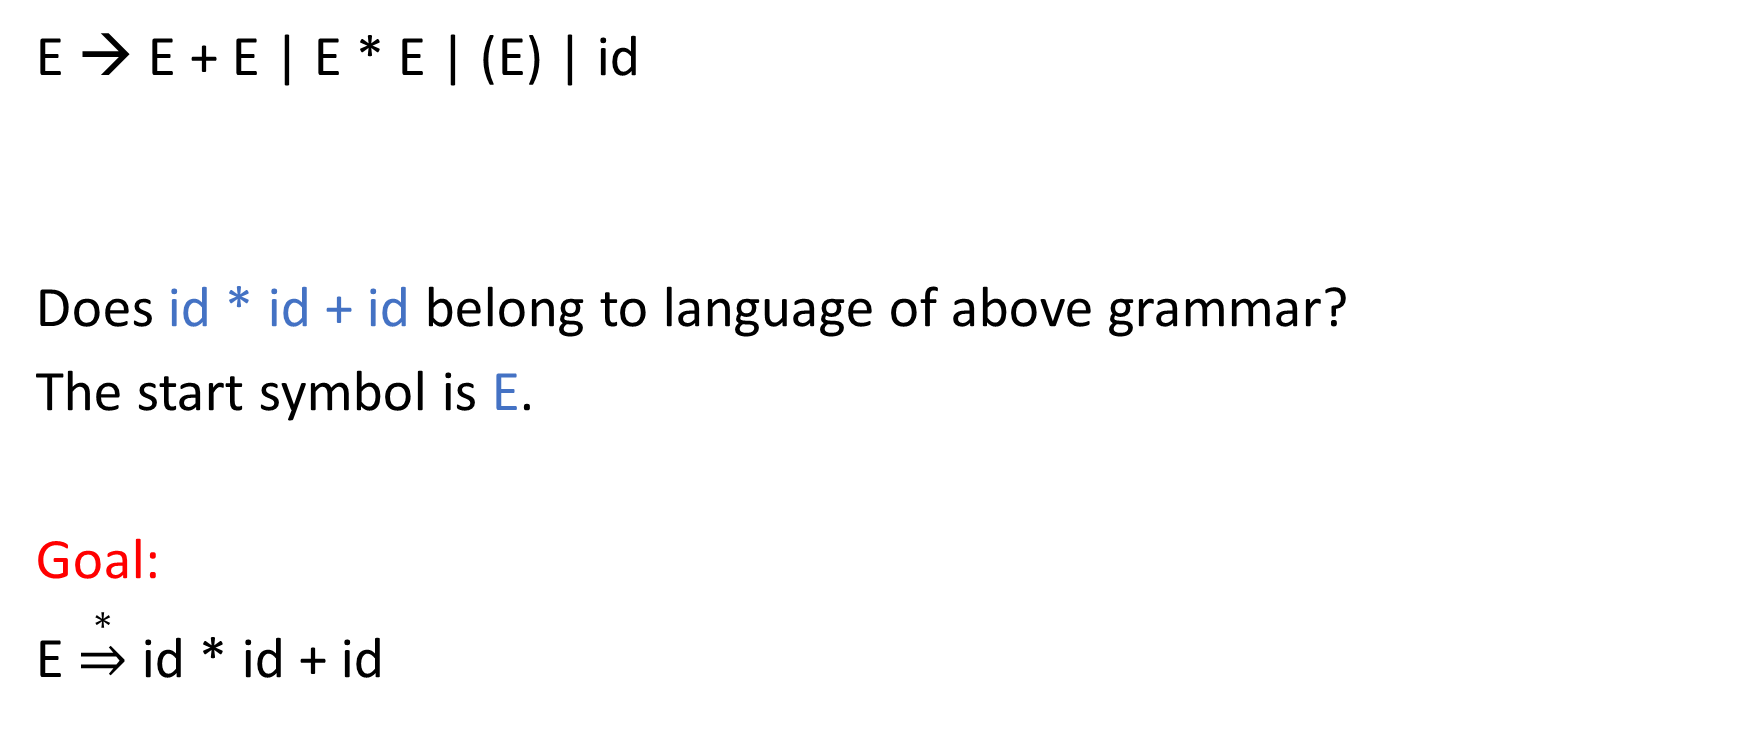 E → E + E | E * E | (E) | id
Does id * id + id belong to language of above grammar?
The start symbol is E.
Goal:
*
E ⇒ id * id + id